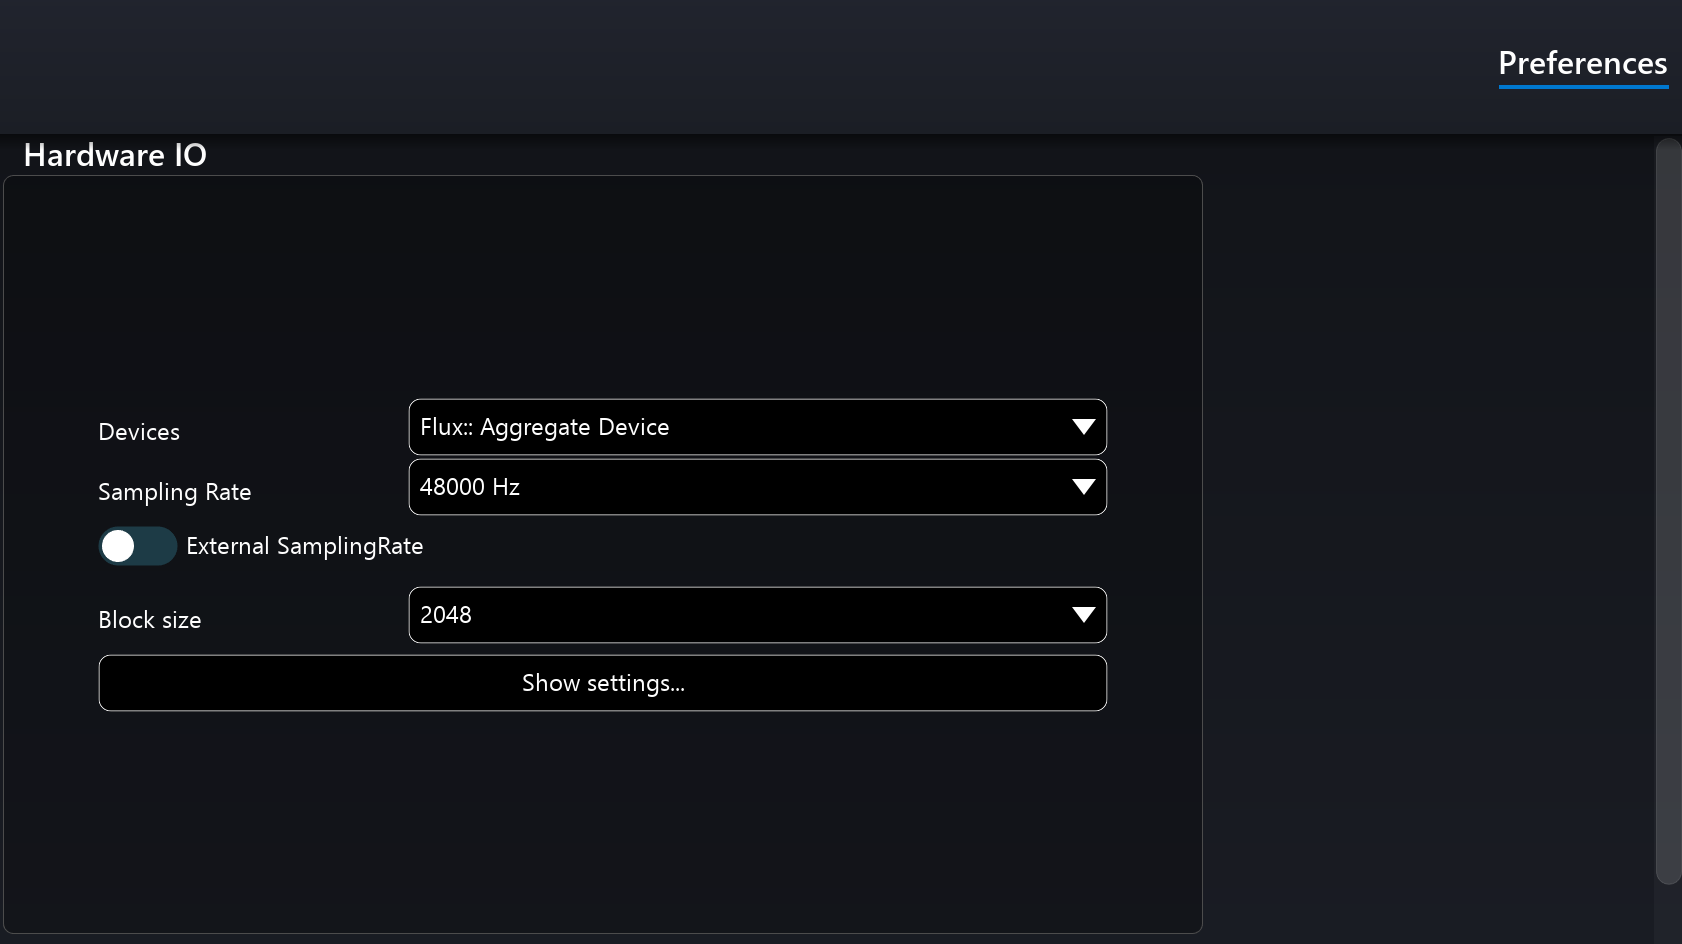 Preferences
Hardware IO
Devices
Flux:: Aggregate Device
Sampling Rate
48000 Hz
External SamplingRate
Block size
2048
Show settings...